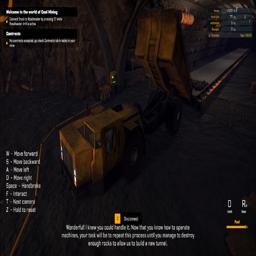 Welcome to the world of Coal Mining
Contracts
W - Move forward
S - Move backward
A - Move left
D - Move right
Space - Handbrake
F - Interact
T - Next camera
Z - Hold to reset
Disconnect
Wonderful! I knew you could handle it. Now that you know how to operate
machines, your task will be to repeat this process until you manage to destroy
enough rocks to allow us to build a new tunnel.
D
R
Fuel